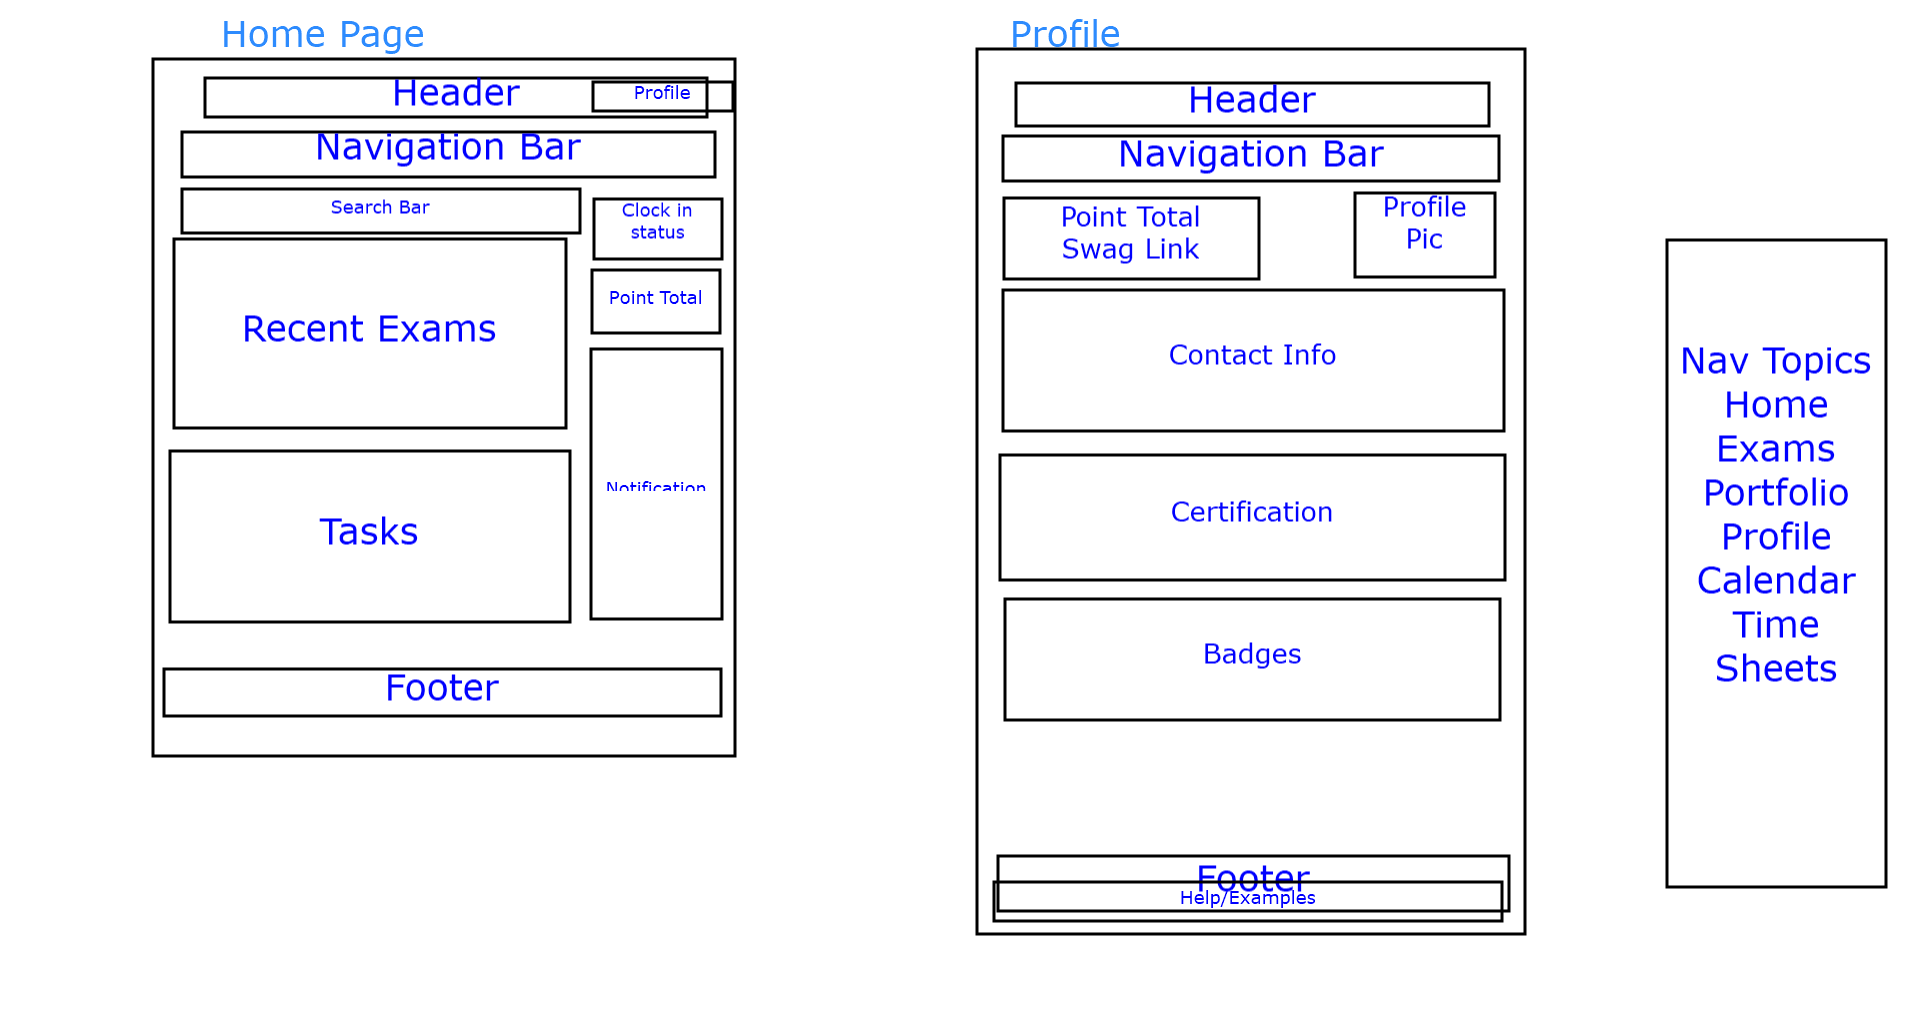 Home Page
Header
Profile
Navigation Bar
Search Bar
Clock in
status
Point Total
Recent Exams
Notification
Tasks
Footer
Profile
Header
Navigation Bar
Point Total
Swag Link
Profile
Pic
Contact Info
Certification
Badges
Footer
Help/Examples
Nav Topics
Home
Exams
Portfolio
Profile
Calendar
Time
Sheets